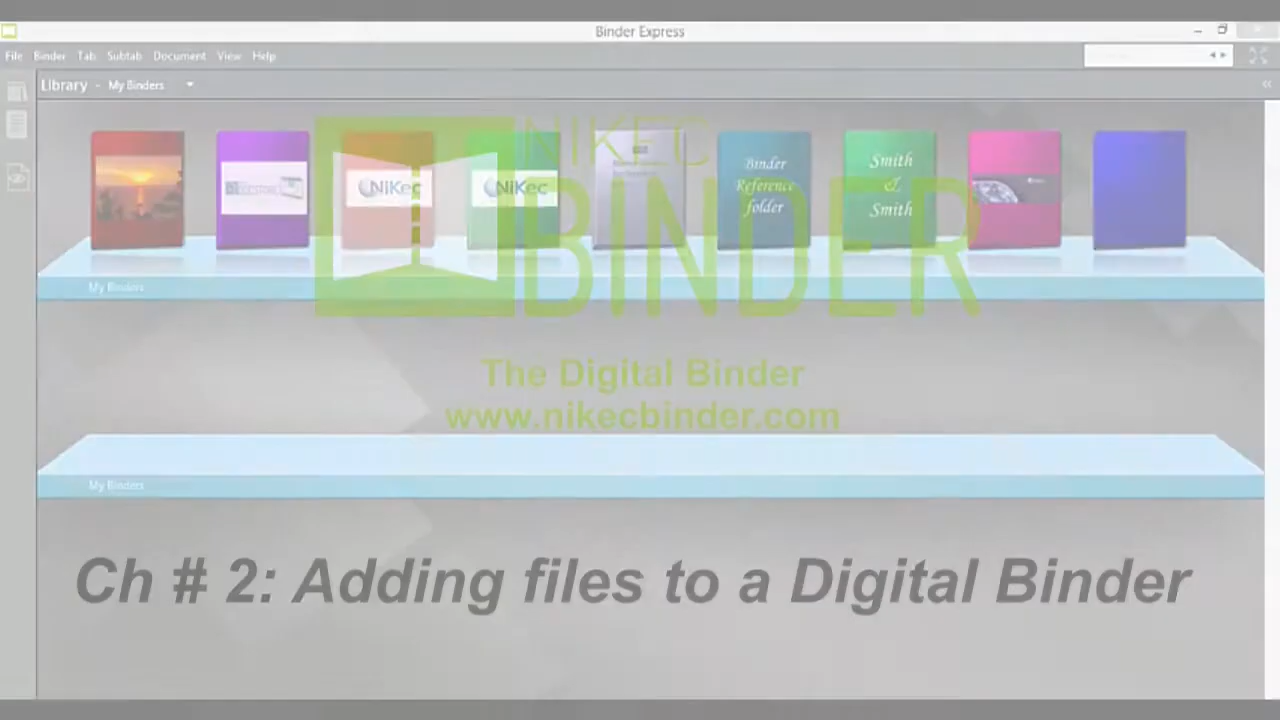 Binder Express
File Binder Tab Subtab Document View Help
Library - My Binders
NiKec
NiKec
Binder
Reference
folder
Smith
&
Smith
NIKEC
BINDER
My Binders
The Digital Binder
www.nikecbinder.com
My Binders
Ch # 2: Adding files to a Digital Binder